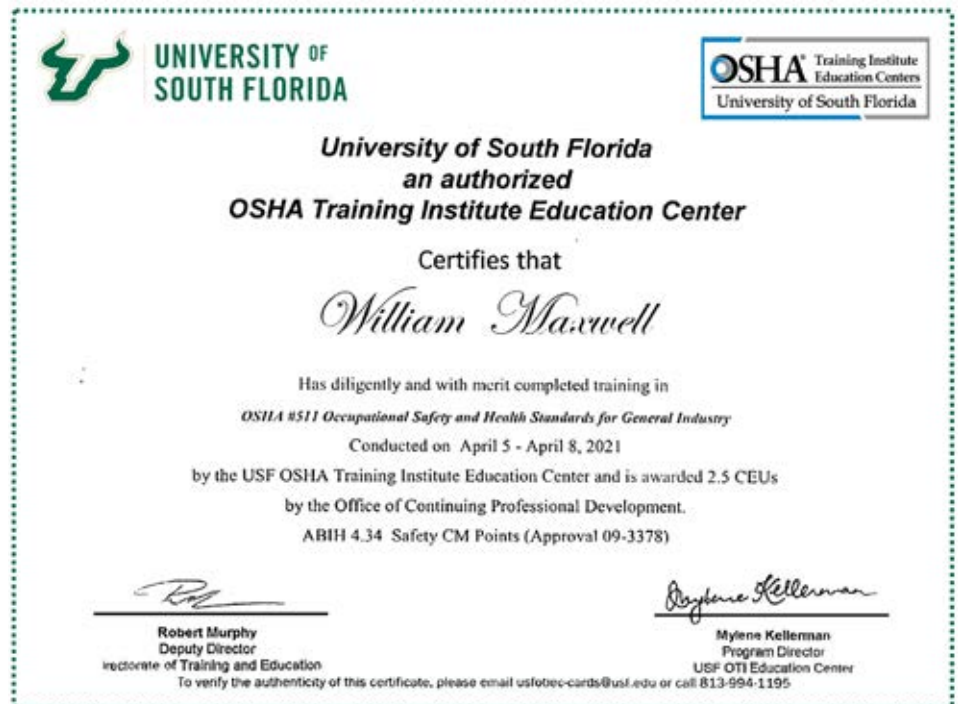 UNIVERSITY OF
SOUTH FLORIDA
OSHA® Training Institute
Education Centers
University of South Florida
University of South Florida
an authorized
OSHA Training Institute Education Center
Certifies that
William Maxwell
Has diligently and with merit completed training in
OSHA #511 Occupational Safety and Health Standards for General Industry
Conducted on April 5 - April 8, 2021
by the USF OSHA Training Institute Education Center and is awarded 2.5 CEUs
by the Office of Continuing Professional Development.
ABIH 4.34 Safety CM Points (Approval 09-3378)
Robert Murphy
Deputy Director
irectorate of Training and Education
Mylene Kellerman
Program Director
USF OTI Education Center
To verify the authenticity of this certificate, please email usfotiec-cards@usf.edu or call 813-994-1195